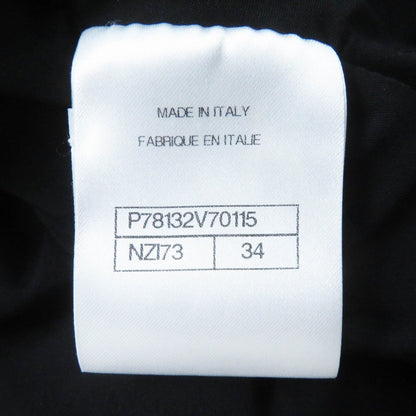 MADE IN ITALY
FABRIQUE EN ITALIE
P78132V70115
NZI73 34